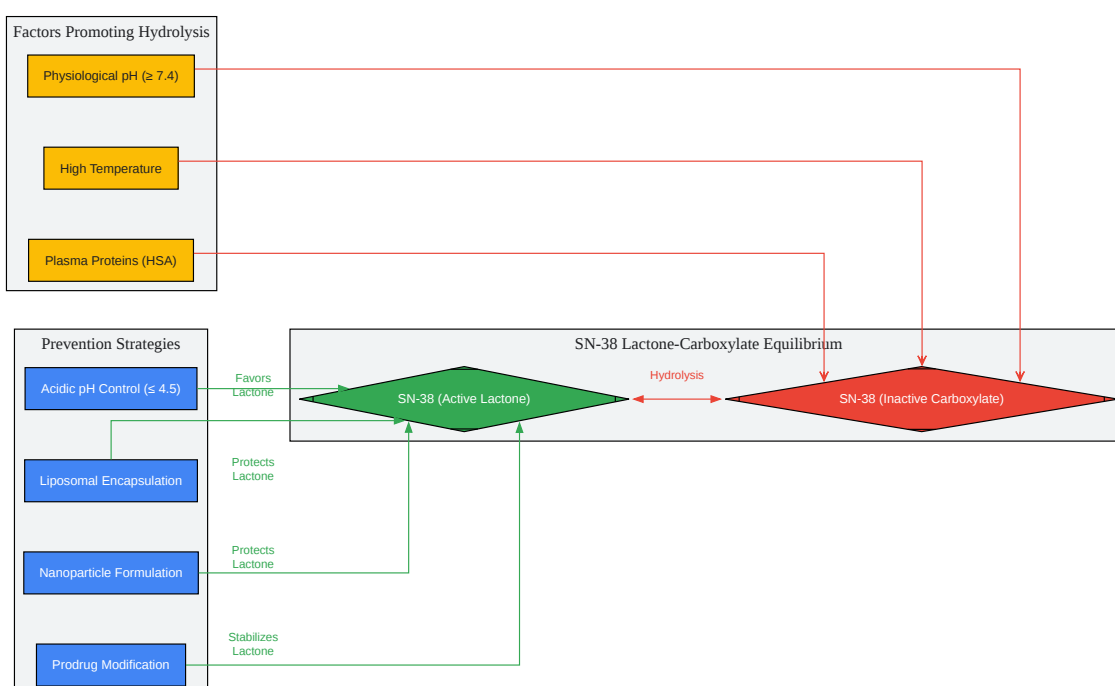 Factors Promoting Hydrolysis
Physiological pH (≥ 7.4)
High Temperature
Plasma Proteins (HSA)
Prevention Strategies
Acidic pH Control (≤ 4.5)
Liposomal Encapsulation
Nanoparticle Formulation
Prodrug Modification
Favors
Lactone
Protects
Lactone
Protects
Lactone
Stabilizes
Lactone
SN-38 Lactone-Carboxylate Equilibrium
SN-38 (Active Lactone)
Hydrolysis
SN-38 (Inactive Carboxylate)